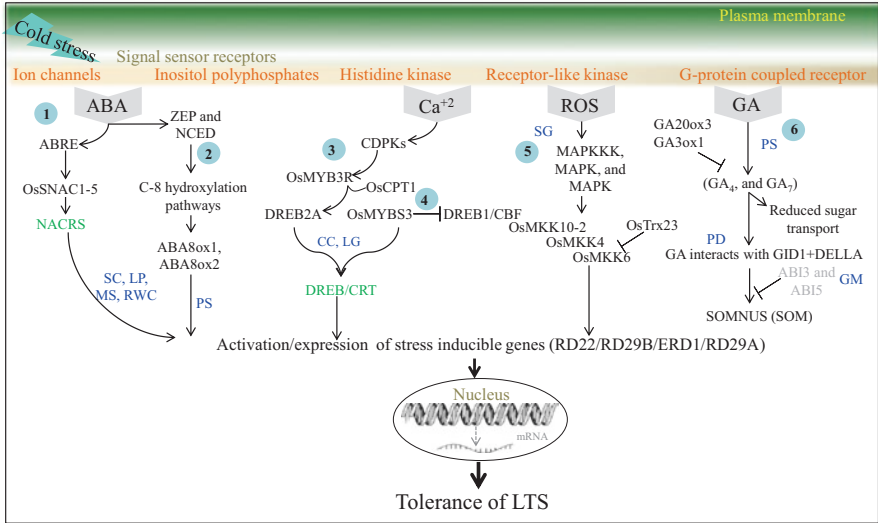 Plasma membrane
Cold stress
Signal sensor receptors
Ion channels
Inositol polyphosphates
Histidine kinase
Receptor-like kinase
G-protein coupled receptor
ABA
Ca+2
ROS
GA
1
ZEP and
NCED
ABRE
2
OsSNAC1-5
C-8 hydroxylation
pathways
NACRS
ABA8ox1,
ABA8ox2
SC, LP,
MS, RWC
PS
3
CDPKs
OsMYB3R
OsCPT1
4
DREB2A
OsMYBS3
DREB1/CBF
CC, LG
DREB/CRT
SG
5
MAPKKK,
MAPK, and
MAPK
OsMKK10-2
OsTrx23
OsMKK4
OsMKK6
GA20ox3
GA3ox1
6
PS
(GA4, and GA7)
Reduced sugar
transport
PD
GA interacts with GID1+DELLA
ABI3 and
ABI5
GM
SOMNUS (SOM)
Activation/expression of stress inducible genes (RD22/RD29B/ERD1/RD29A)
Nucleus
mRNA
Tolerance of LTS